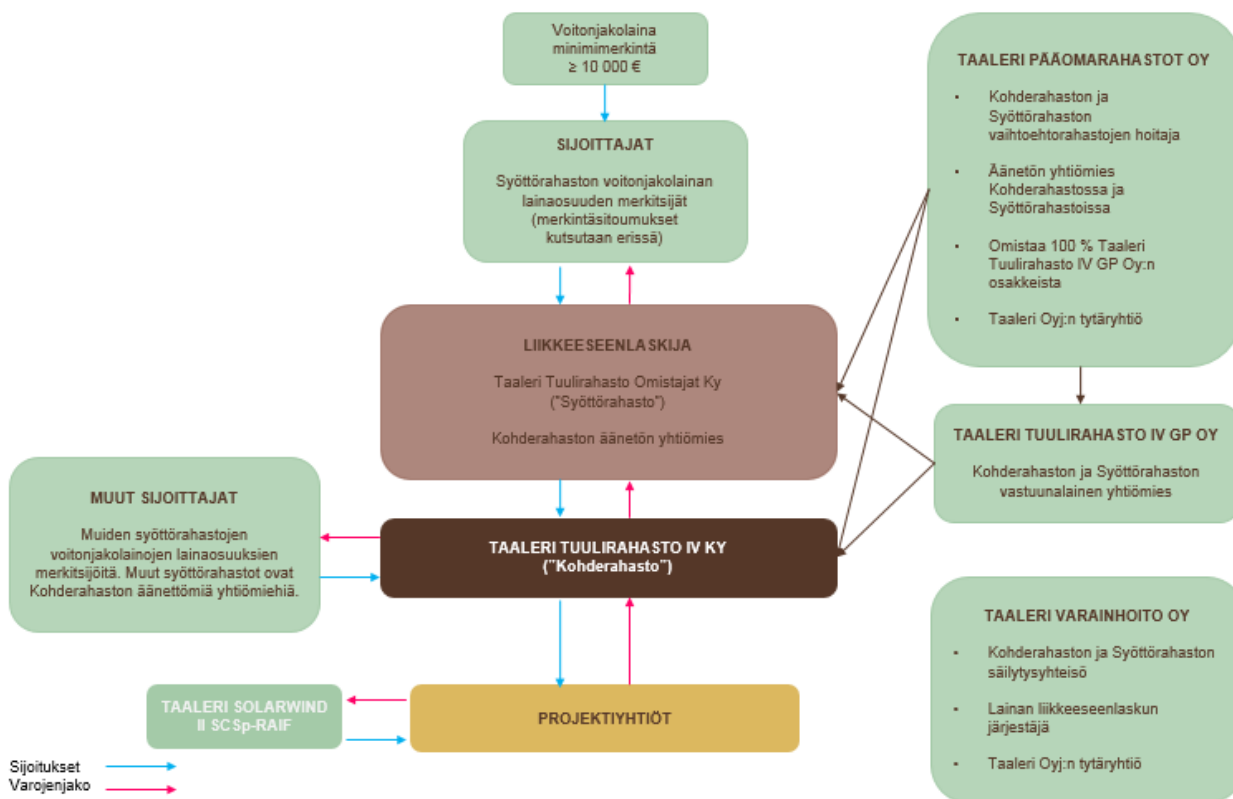 Voitonjakolaina
minimimerkintä
≥ 10 000 €
SIJOITTAJAT
Syöttörahaston voitonjakolainan
lainaosuuden merkitsijät
(merkintäsitoumukset
kutsutaan erissä)
LIIKKEESEENLASKIJA
Taaleri Tuulirahasto Omistajat Ky
("Syöttörahasto")
Kohderahaston äänetön yhtiömies
MUUT SIJOITTAJAT
Muiden syöttörahastojen
voitonjakolainojen lainaosuuksien
merkitsijöitä. Muut syöttörahastot ovat
Kohderahaston äänettömiä yhtiömiehiä.
TAALERI TUULIRAHASTO IV KY
("Kohderahasto")
TAALERI SOLARWIND
II SCSp-RAIF
PROJEKTIYHTIÖT
Sijoitukset
Varojenjako
TAALERI PÄÄOMARAHASTOT OY
• Kohderahaston ja
Syöttörahaston
vaihtoehtorahastojen hoitaja
• Äänetön yhtiömies
Kohderahastossa ja
Syöttörahastoissa
• Omistaa 100 % Taaleri
Tuulirahasto IV GP Oy:n
osakkeista
• Taaleri Oyj:n tytäryhtiö
TAALERI TUULIRAHASTO IV GP OY
Kohderahaston ja Syöttörahaston
vastuunalainen yhtiömies
TAALERI VARAINHOITO OY
▪ Kohderahaston ja Syöttörahaston
säilytysyhteisö
▪ Lainan liikkeeseenlaskun
järjestäjä
▪ Taaleri Oyj:n tytäryhtiö